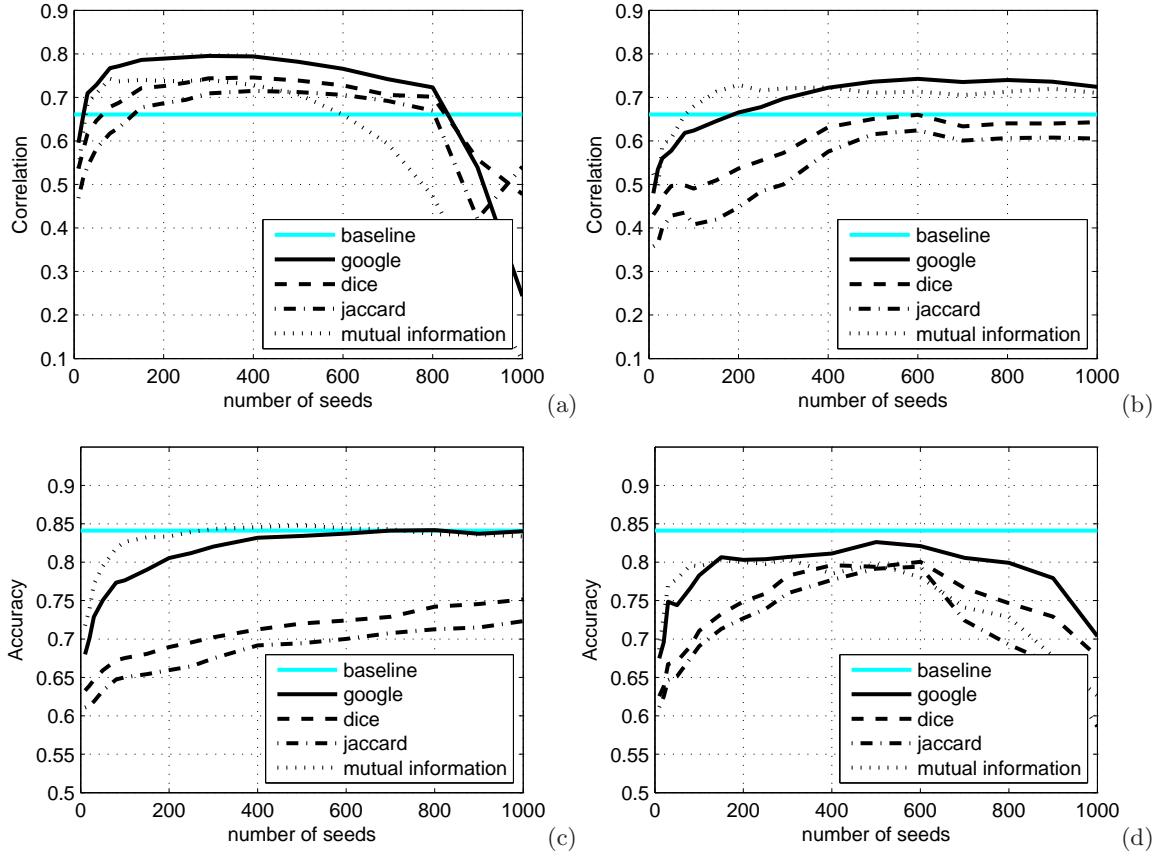 0.9
0.8
0.7
0.6
0.5
0.4
0.3
0.2
0.1
Correlation
baseline
google
dice
jaccard
mutual information
0 200 400 600 800 1000
number of seeds
(a)
0.9
0.8
0.7
0.6
0.5
0.4
0.3
0.2
0.1
Correlation
baseline
google
dice
jaccard
mutual information
0 200 400 600 800 1000
number of seeds
(b)
0.9
0.85
0.8
0.75
0.7
0.65
0.6
0.55
0.5
Accuracy
baseline
google
dice
jaccard
mutual information
0 200 400 600 800 1000
number of seeds
(c)
0.9
0.85
0.8
0.75
0.7
0.65
0.6
0.55
0.5
Accuracy
baseline
google
dice
jaccard
mutual information
0 200 400 600 800 1000
number of seeds
(d)